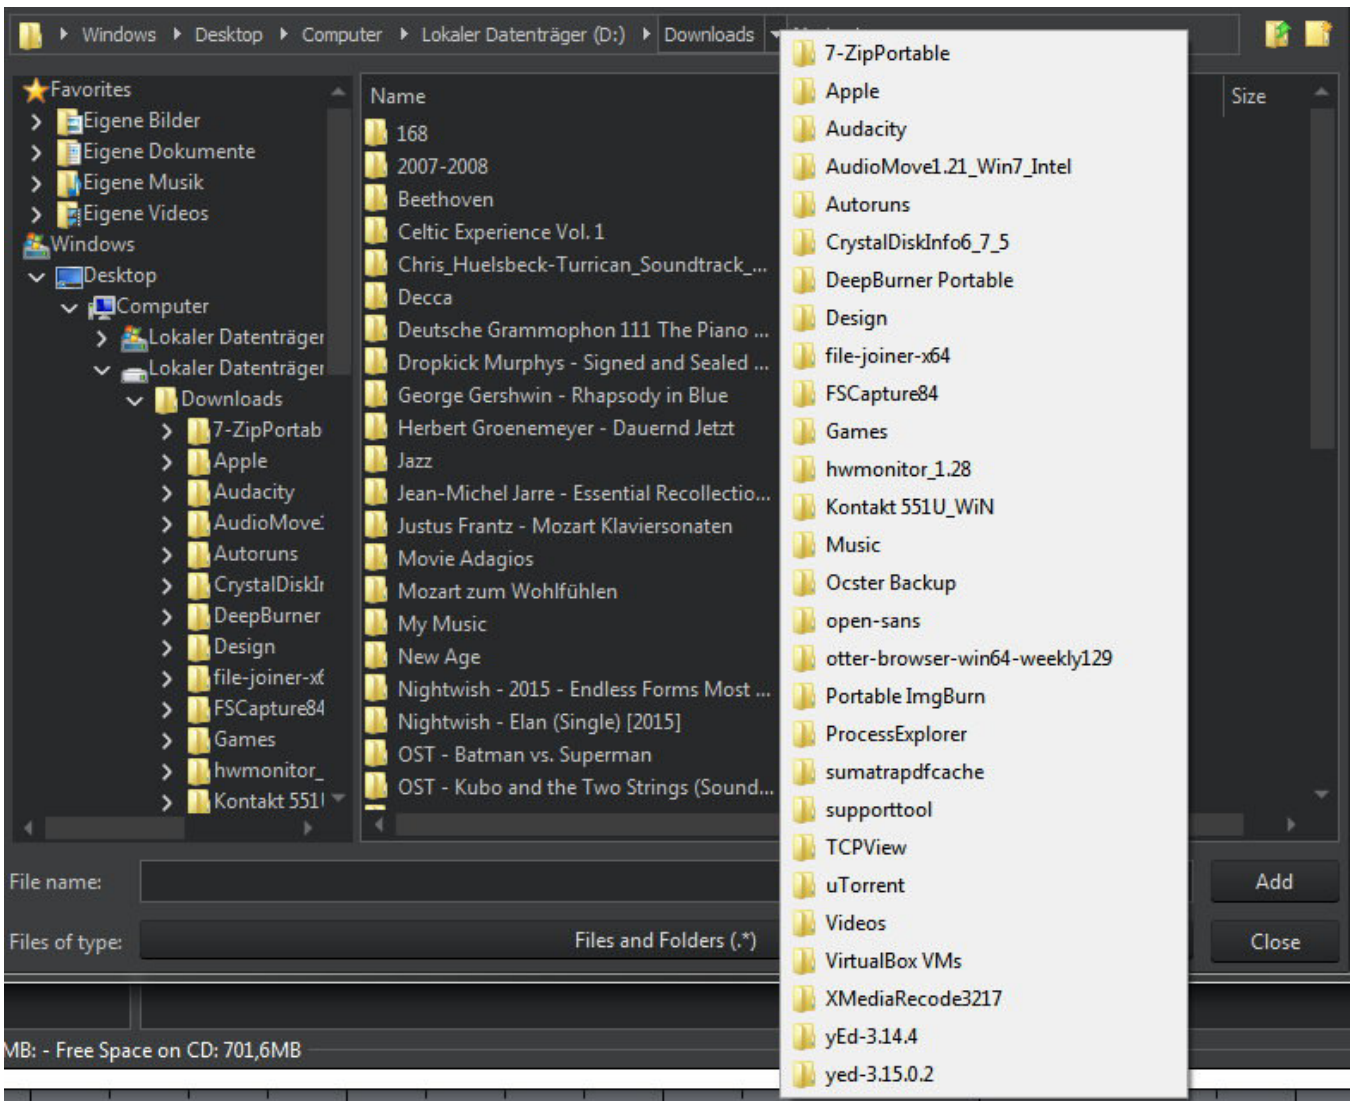 Windows Desktop Computer Lokaler Datenträger (D:) Downloads
Favorites
Eigene Bilder
Eigene Dokumente
Eigene Musik
Eigene Videos
Windows
Desktop
Computer
Lokaler Datenträger
Lokaler Datenträger
Downloads
7-ZipPortab
Apple
Audacity
AudioMove
Autoruns
CrystalDiskIr
DeepBurner
Design
file-joiner-x6
FSCapture84
Games
hwmonitor_
Kontakt 551
Name
168
2007-2008
Beethoven
Celtic Experience Vol. 1
Chris_Huelsbeck-Turrican_Soundtrack_...
Decca
Deutsche Grammophon 111 The Piano ...
Dropkick Murphys - Signed and Sealed ...
George Gershwin - Rhapsody in Blue
Herbert Groenemeyer - Dauernd Jetzt
Jazz
Jean-Michel Jarre - Essential Recollectio...
Justus Frantz - Mozart Klaviersonaten
Movie Adagios
Mozart zum Wohlfühlen
My Music
New Age
Nightwish - 2015 - Endless Forms Most ...
Nightwish - Elan (Single) [2015]
OST - Batman vs. Superman
OST - Kubo and the Two Strings (Sound...
Size
7-ZipPortable
Apple
Audacity
AudioMove1.21_Win7_Intel
Autoruns
CrystalDiskInfo6_7_5
DeepBurner Portable
Design
file-joiner-x64
FSCapture84
Games
hwmonitor_1.28
Kontakt 551U_WiN
Music
Ocster Backup
open-sans
otter-browser-win64-weekly129
Portable ImgBurn
ProcessExplorer
sumatrapdfcache
supporttool
TCPView
uTorrent
Videos
VirtualBox VMs
XMediaRecode3217
yEd-3.14.4
yed-3.15.0.2
File name:
Add
Files of type:
Files and Folders (.*)
Close
MB: - Free Space on CD: 701,6MB